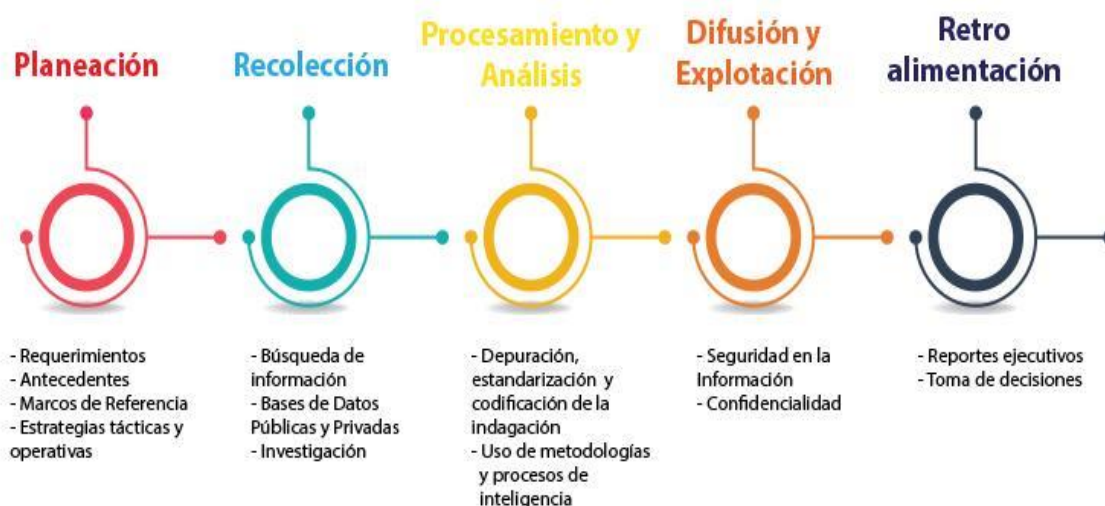 Planeación
- Requerimientos
- Antecedentes
- Marcos de Referencia
- Estrategias tácticas y
operativas
Recolección
- Búsqueda de
información
- Bases de Datos
Públicas y Privadas
- Investigación
Procesamiento y
Análisis
- Depuración,
estandarización y
codificación de la
indagación
- Uso de metodologías
y procesos de
inteligencia
Difusión y
Explotación
- Seguridad en la
Información
- Confidencialidad
Retro
alimentación
- Reportes ejecutivos
- Toma de decisiones